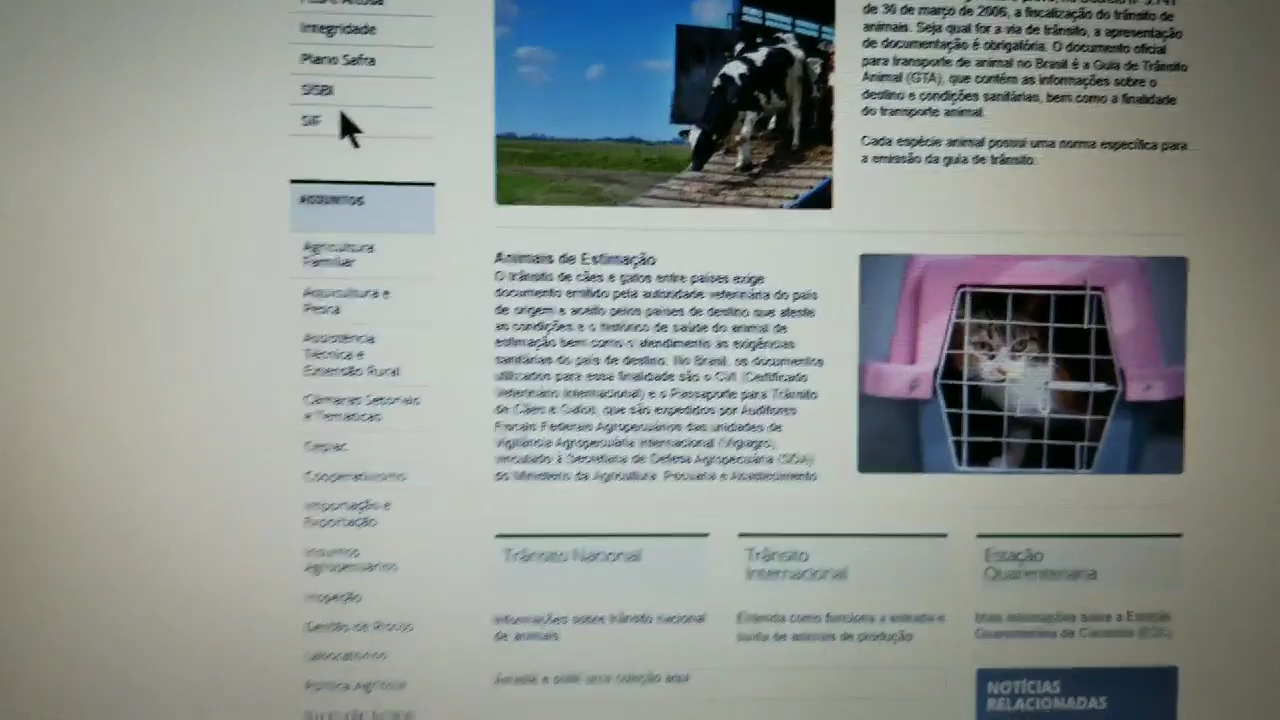 Integridade
Plano Safra
SISBI
SIF
ASSUNTOS
Agricultura
Familiar
Aquicultura e
Pesca
Assistência
Técnica e
Extensão Rural
Câmaras Setoriais
e Temáticas
Ceplac
Cooperativismo
Importação e
Exportação
Insumos
Agropecuários
Inspeção
Gestão de Riscos
Laboratórios
Política Agrícola
de 30 de março de 2006, a fiscalização do trânsito de
animais. Seja qual for a via de trânsito, a apresentação
de documentação é obrigatória. O documento oficial
para transporte de animal no Brasil é a Guia de Trânsito
Animal (GTA), que contém as informações sobre o
destino e condições sanitárias, bem como a finalidade
do transporte animal.
Cada espécie animal possui uma norma específica para
a emissão da guia de trânsito.
Animais de Estimação
O trânsito de cães e gatos entre países exige
documento emitido pela autoridade veterinária do país
de origem e aceito pelos países de destino que ateste
as condições e o histórico de saúde do animal de
estimação bem como o atendimento às exigências
sanitárias do país de destino. No Brasil, os documentos
utilizados para essa finalidade são o CVI (Certificado
Veterinário Internacional) e o Passaporte para Trânsito
de Cães e Gatos, que são expedidos por Auditores
Fiscais Federais Agropecuários das unidades de
Vigilância Agropecuária Internacional (Vigiagro),
vinculado à Secretaria de Defesa Agropecuária (SDA)
do Ministério da Agricultura, Pecuária e Abastecimento
Trânsito Nacional
Informações sobre trânsito nacional
de animais
Trânsito
Internacional
Entenda como funciona a entrada e
saída de animais de produção
Estação
Quarentenária
Mais informações sobre a Estação
Quarentenária de Cananéia (EQC)
NOTÍCIAS
RELACIONADAS